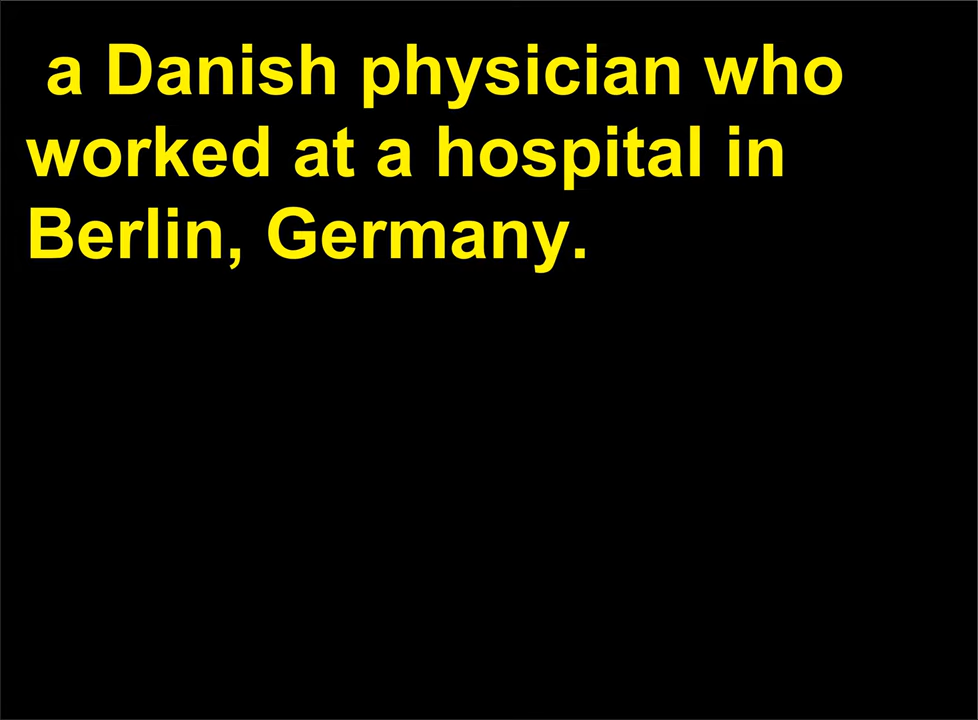 a Danish physician who
worked at a hospital in
Berlin, Germany.